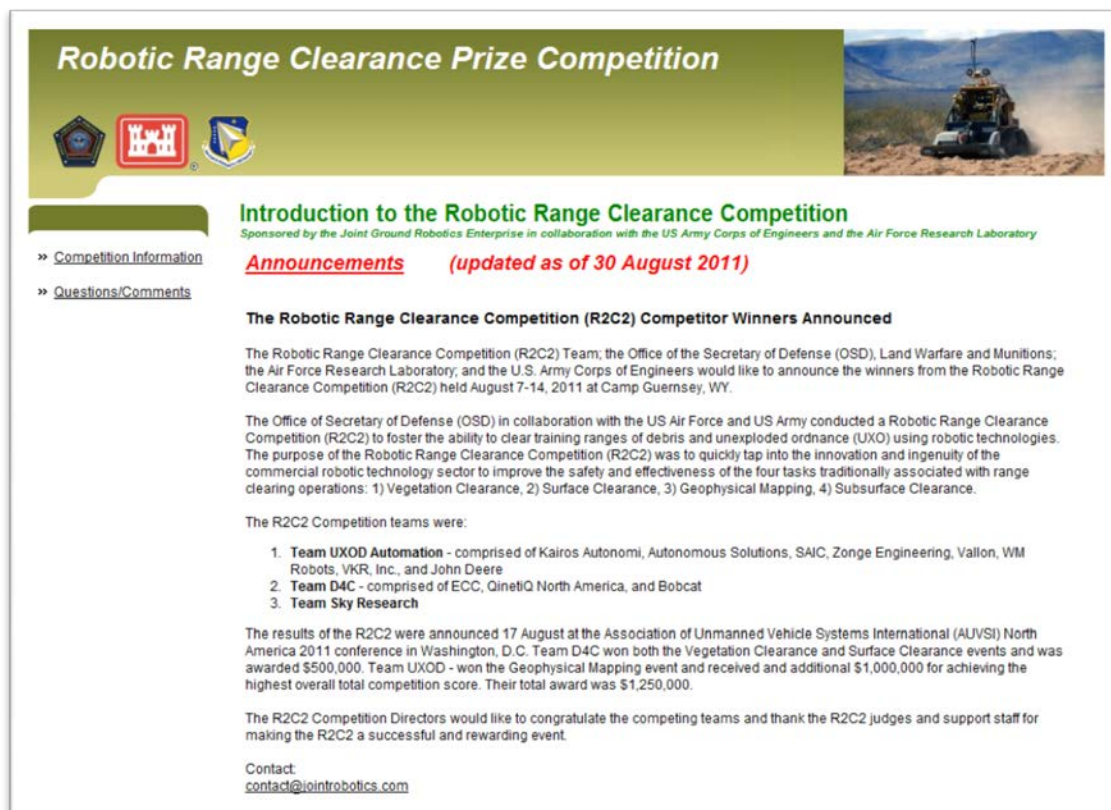 Robotic Range Clearance Prize Competition
Introduction to the Robotic Range Clearance Competition
Sponsored by the Joint Ground Robotics Enterprise in collaboration with the US Army Corps of Engineers and the Air Force Research Laboratory
» Competition Information
» Questions/Comments
Announcements (updated as of 30 August 2011)
The Robotic Range Clearance Competition (R2C2) Competitor Winners Announced
The Robotic Range Clearance Competition (R2C2) Team; the Office of the Secretary of Defense (OSD), Land Warfare and Munitions;
the Air Force Research Laboratory; and the U.S. Army Corps of Engineers would like to announce the winners from the Robotic Range
Clearance Competition (R2C2) held August 7-14, 2011 at Camp Guernsey, WY.
The Office of Secretary of Defense (OSD) in collaboration with the US Air Force and US Army conducted a Robotic Range Clearance
Competition (R2C2) to foster the ability to clear training ranges of debris and unexploded ordnance (UXO) using robotic technologies.
The purpose of the Robotic Range Clearance Competition (R2C2) was to quickly tap into the innovation and ingenuity of the
commercial robotic technology sector to improve the safety and effectiveness of the four tasks traditionally associated with range
clearing operations: 1) Vegetation Clearance, 2) Surface Clearance, 3) Geophysical Mapping, 4) Subsurface Clearance.
The R2C2 Competition teams were:
1. Team UXOD Automation - comprised of Kairos Autonomi, Autonomous Solutions, SAIC, Zonge Engineering, Vallon, WM
Robots, VKR, Inc., and John Deere
2. Team D4C - comprised of ECC, QinetiQ North America, and Bobcat
3. Team Sky Research
The results of the R2C2 were announced 17 August at the Association of Unmanned Vehicle Systems International (AUVSI) North
America 2011 conference in Washington, D.C. Team D4C won both the Vegetation Clearance and Surface Clearance events and was
awarded $500,000. Team UXOD - won the Geophysical Mapping event and received and additional $1,000,000 for achieving the
highest overall total competition score. Their total award was $1,250,000.
The R2C2 Competition Directors would like to congratulate the competing teams and thank the R2C2 judges and support staff for
making the R2C2 a successful and rewarding event.
Contact:
contact@jointrobotics.com